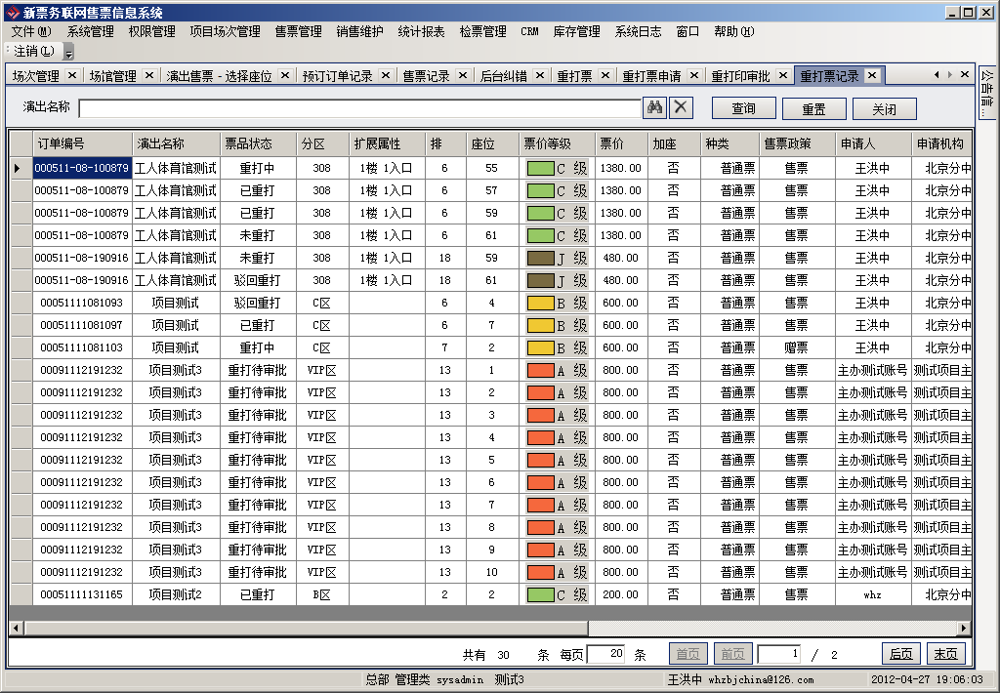 新票务联网售票信息系统
文件(M) 系统管理 权限管理 项目场次管理 售票管理 销售维护 统计报表 检票管理 CRM 库存管理 系统日志 窗口 帮助(H)
注销(L)
场次管理 场馆管理 演出售票 - 选择座位 预订订单记录 售票记录 后台纠错 重打票 重打票申请 重打印审批 重打票记录
公告信...
演出名称 查询 重置 关闭
订单编号 演出名称 票品状态 分区 扩展属性 排 座位 票价等级 票价 加座 种类 售票政策 申请人 申请机构
000511-08-100879 工人体育馆测试 重打中 308 1楼 1入口 6 55 C 级 1380.00 否 普通票 售票 王洪中 北京分中
000511-08-100879 工人体育馆测试 已重打 308 1楼 1入口 6 57 C 级 1380.00 否 普通票 售票 王洪中 北京分中
000511-08-100879 工人体育馆测试 已重打 308 1楼 1入口 6 59 C 级 1380.00 否 普通票 售票 王洪中 北京分中
000511-08-100879 工人体育馆测试 未重打 308 1楼 1入口 6 61 C 级 1380.00 否 普通票 售票 王洪中 北京分中
000511-08-190916 工人体育馆测试 未重打 308 1楼 1入口 18 59 J 级 480.00 否 普通票 售票 王洪中 北京分中
000511-08-190916 工人体育馆测试 驳回重打 308 1楼 1入口 18 61 J 级 480.00 否 普通票 售票 王洪中 北京分中
00051111081093 项目测试 驳回重打 C区 6 4 B 级 600.00 否 普通票 售票 王洪中 北京分中
00051111081097 项目测试 已重打 C区 6 7 B 级 600.00 否 普通票 售票 王洪中 北京分中
00051111081103 项目测试 重打中 C区 7 2 B 级 600.00 否 普通票 赠票 王洪中 北京分中
00091112191232 项目测试3 重打待审批 VIP区 13 1 A 级 800.00 否 普通票 售票 主办测试账号 测试项目主
00091112191232 项目测试3 重打待审批 VIP区 13 2 A 级 800.00 否 普通票 售票 主办测试账号 测试项目主
00091112191232 项目测试3 重打待审批 VIP区 13 3 A 级 800.00 否 普通票 售票 主办测试账号 测试项目主
00091112191232 项目测试3 重打待审批 VIP区 13 4 A 级 800.00 否 普通票 售票 主办测试账号 测试项目主
00091112191232 项目测试3 重打待审批 VIP区 13 5 A 级 800.00 否 普通票 售票 主办测试账号 测试项目主
00091112191232 项目测试3 重打待审批 VIP区 13 6 A 级 800.00 否 普通票 售票 主办测试账号 测试项目主
00091112191232 项目测试3 重打待审批 VIP区 13 7 A 级 800.00 否 普通票 售票 主办测试账号 测试项目主
00091112191232 项目测试3 重打待审批 VIP区 13 8 A 级 800.00 否 普通票 售票 主办测试账号 测试项目主
00091112191232 项目测试3 重打待审批 VIP区 13 9 A 级 800.00 否 普通票 售票 主办测试账号 测试项目主
00091112191232 项目测试3 重打待审批 VIP区 13 10 A 级 800.00 否 普通票 售票 主办测试账号 测试项目主
00051111131165 项目测试2 已重打 B区 2 2 C 级 200.00 否 普通票 售票 whz 北京分中
共有 30 条 每页 20 条 首页 前页 1 / 2 后页 末页
总部 管理类 sysadmin 测试3 王洪中 whzbjchina@126.com 2012-04-27 19:06:03